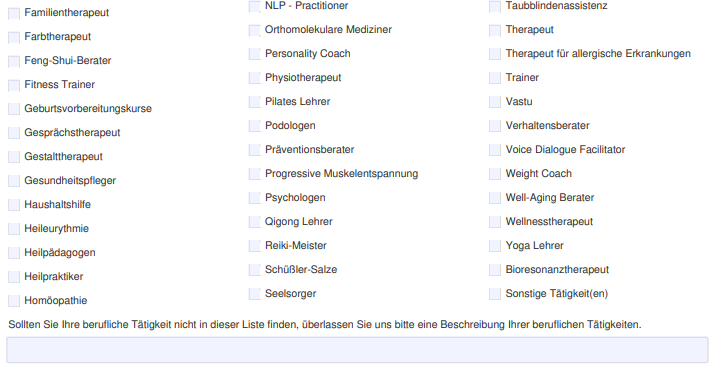 Familientherapeut
Farbtherapeut
Feng-Shui-Berater
Fitness Trainer
Geburtsvorbereitungskurse
Gesprächstherapeut
Gestalttherapeut
Gesundheitspfleger
Haushaltshilfe
Heileurythmie
Heilpädagogen
Heilpraktiker
Homöopathie
NLP - Practitioner
Orthomolekulare Mediziner
Personality Coach
Physiotherapeut
Pilates Lehrer
Podologen
Präventionsberater
Progressive Muskelentspannung
Psychologen
Qigong Lehrer
Reiki-Meister
Schüßler-Salze
Seelsorger
Taubblindenassistenz
Therapeut
Therapeut für allergische Erkrankungen
Trainer
Vastu
Verhaltensberater
Voice Dialogue Facilitator
Weight Coach
Well-Aging Berater
Wellnesstherapeut
Yoga Lehrer
Bioresonanztherapeut
Sonstige Tätigkeit(en)
Sollten Sie Ihre berufliche Tätigkeit nicht in dieser Liste finden, überlassen Sie uns bitte eine Beschreibung Ihrer beruflichen Tätigkeiten.